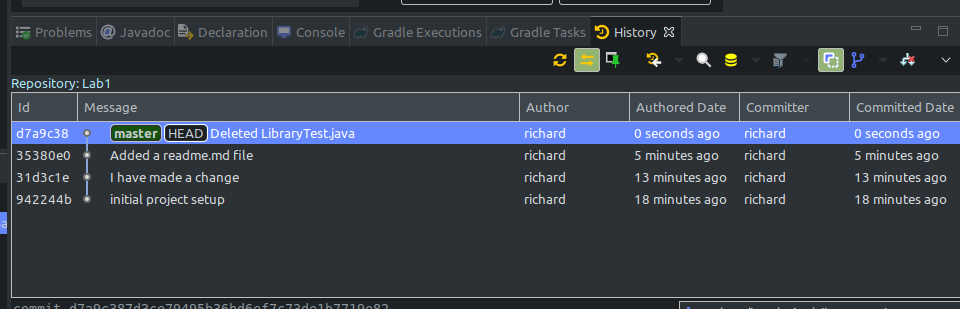 Problems @ Javadoc Declaration Console Gradle Executions Gradle Tasks History
Repository: Lab1
Id Message Author Authored Date Committer Committed Date
d7a9c38 master HEAD Deleted LibraryTest.java richard 0 seconds ago richard 0 seconds ago
35380e0 Added a readme.md file richard 5 minutes ago richard 5 minutes ago
31d3c1e I have made a change richard 13 minutes ago richard 13 minutes ago
942244b initial project setup richard 18 minutes ago richard 18 minutes ago
commit